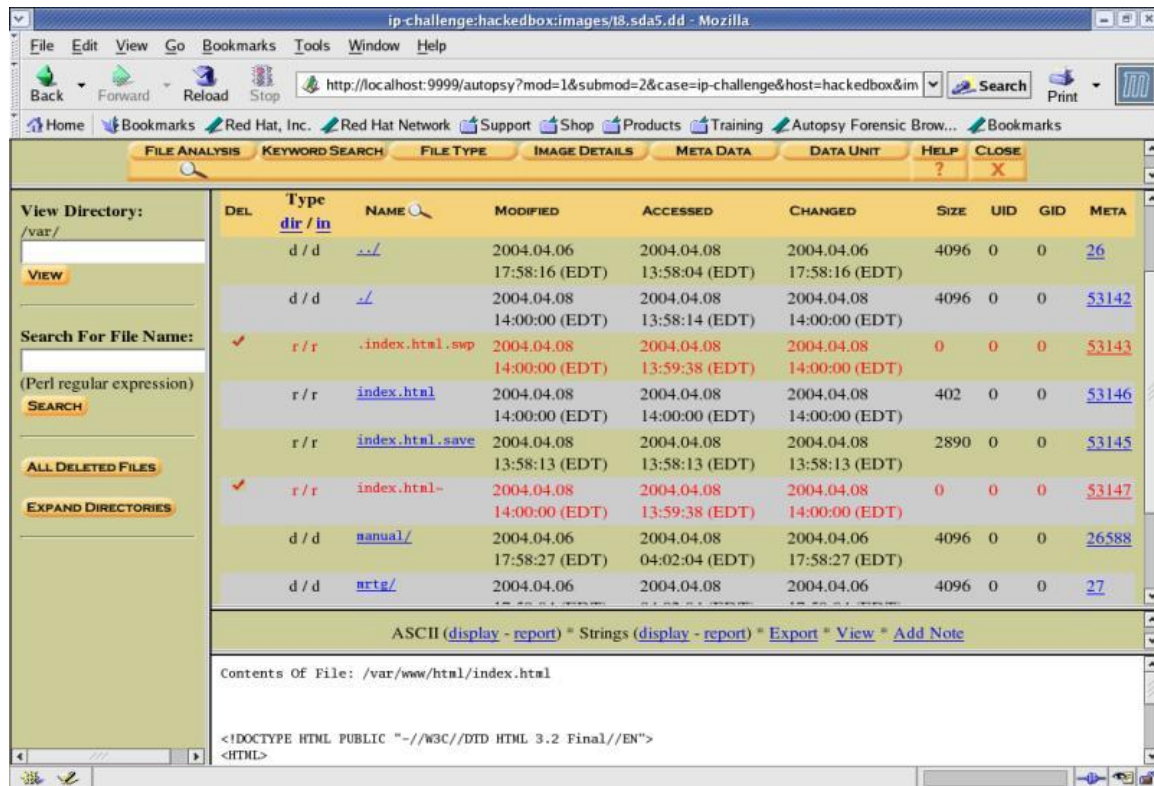 ip-challenge:hackedbox:images/t8.sda5.dd - Mozilla
File Edit View Go Bookmarks Tools Window Help
Back Forward Reload Stop http://localhost:9999/autopsy?mod=1&submod=2&case=ip-challenge&host=hackedbox&im Search Print
Home Bookmarks Red Hat, Inc. Red Hat Network Support Shop Products Training Autopsy Forensic Brow... Bookmarks
FILE ANALYSIS KEYWORD SEARCH FILE TYPE IMAGE DETAILS META DATA DATA UNIT HELP CLOSE
? X
View Directory:
/var/
VIEW
Search For File Name:
(Perl regular expression)
SEARCH
ALL DELETED FILES
EXPAND DIRECTORIES
DEL Type dir / in NAME MODIFIED ACCESSED CHANGED SIZE UID GID META
d / d ../ 2004.04.06 17:58:16 (EDT) 2004.04.08 13:58:04 (EDT) 2004.04.06 17:58:16 (EDT) 4096 0 0 26
d / d ./ 2004.04.08 14:00:00 (EDT) 2004.04.08 13:58:14 (EDT) 2004.04.08 14:00:00 (EDT) 4096 0 0 53142
r / r .index.html.swp 2004.04.08 14:00:00 (EDT) 2004.04.08 13:59:38 (EDT) 2004.04.08 14:00:00 (EDT) 0 0 0 53143
r / r index.html 2004.04.08 14:00:00 (EDT) 2004.04.08 14:00:00 (EDT) 2004.04.08 14:00:00 (EDT) 402 0 0 53146
r / r index.html.save 2004.04.08 13:58:13 (EDT) 2004.04.08 13:58:13 (EDT) 2004.04.08 13:58:13 (EDT) 2890 0 0 53145
r / r index.html~ 2004.04.08 14:00:00 (EDT) 2004.04.08 13:59:38 (EDT) 2004.04.08 14:00:00 (EDT) 0 0 0 53147
d / d manual/ 2004.04.06 17:58:27 (EDT) 2004.04.08 04:02:04 (EDT) 2004.04.06 17:58:27 (EDT) 4096 0 0 26588
d / d mrtg/ 2004.04.06 2004.04.08 2004.04.06 4096 0 0 27
ASCII (display - report) * Strings (display - report) * Export * View * Add Note
Contents Of File: /var/www/html/index.html
<!DOCTYPE HTML PUBLIC "-//W3C//DTD HTML 3.2 Final//EN">
<HTML>